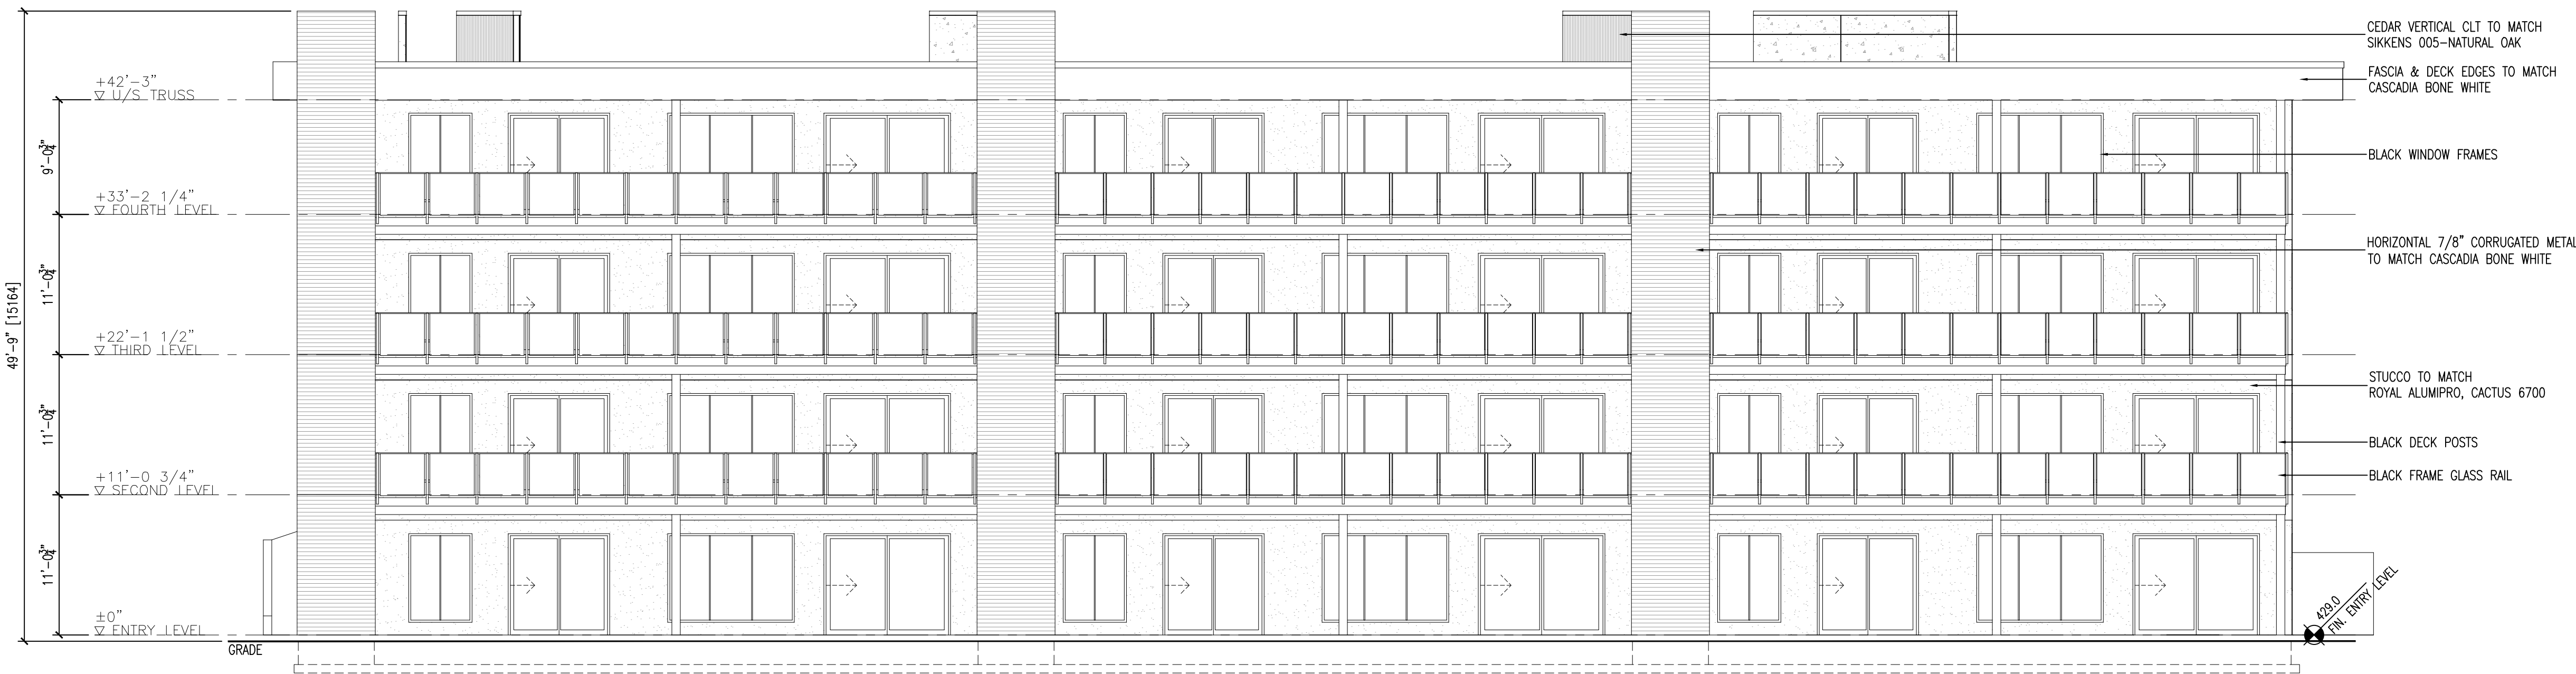 49'-9" [15164]
+42'-3"
U/S TRUSS
9'-0¾"
+33'-2 1/4"
FOURTH LEVEL
11'-0¾"
+22'-1 1/2"
THIRD LEVEL
11'-0¾"
+11'-0 3/4"
SECOND LEVEL
11'-0¾"
±0"
ENTRY LEVEL
GRADE
CEDAR VERTICAL CLT TO MATCH
SIKKENS 005-NATURAL OAK
FASCIA & DECK EDGES TO MATCH
CASCADIA BONE WHITE
BLACK WINDOW FRAMES
HORIZONTAL 7/8" CORRUGATED METAL
TO MATCH CASCADIA BONE WHITE
STUCCO TO MATCH
ROYAL ALUMIPRO, CACTUS 6700
BLACK DECK POSTS
BLACK FRAME GLASS RAIL
429.0
FIN. ENTRY LEVEL